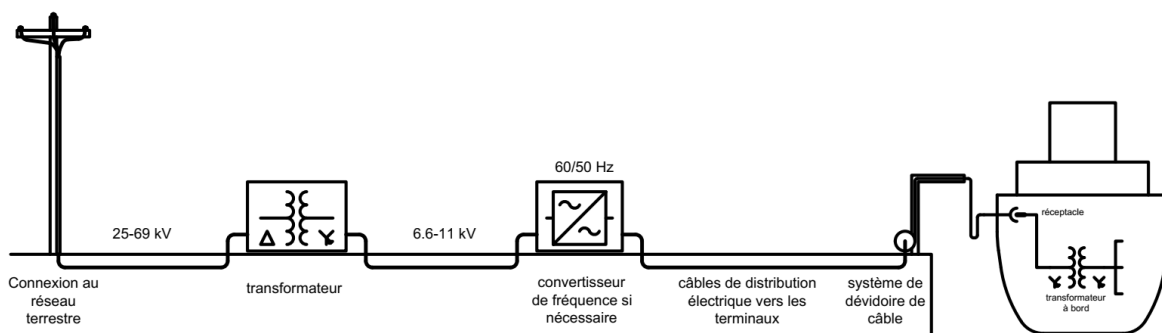 60/50 Hz
25-69 kV
6.6-11 kV
réceptacle
Connexion au
réseau
terrestre
transformateur
convertisseur
de fréquence si
nécessaire
câbles de distribution
électrique vers les
terminaux
système de
dévidoire de
câble
transformateur
à bord